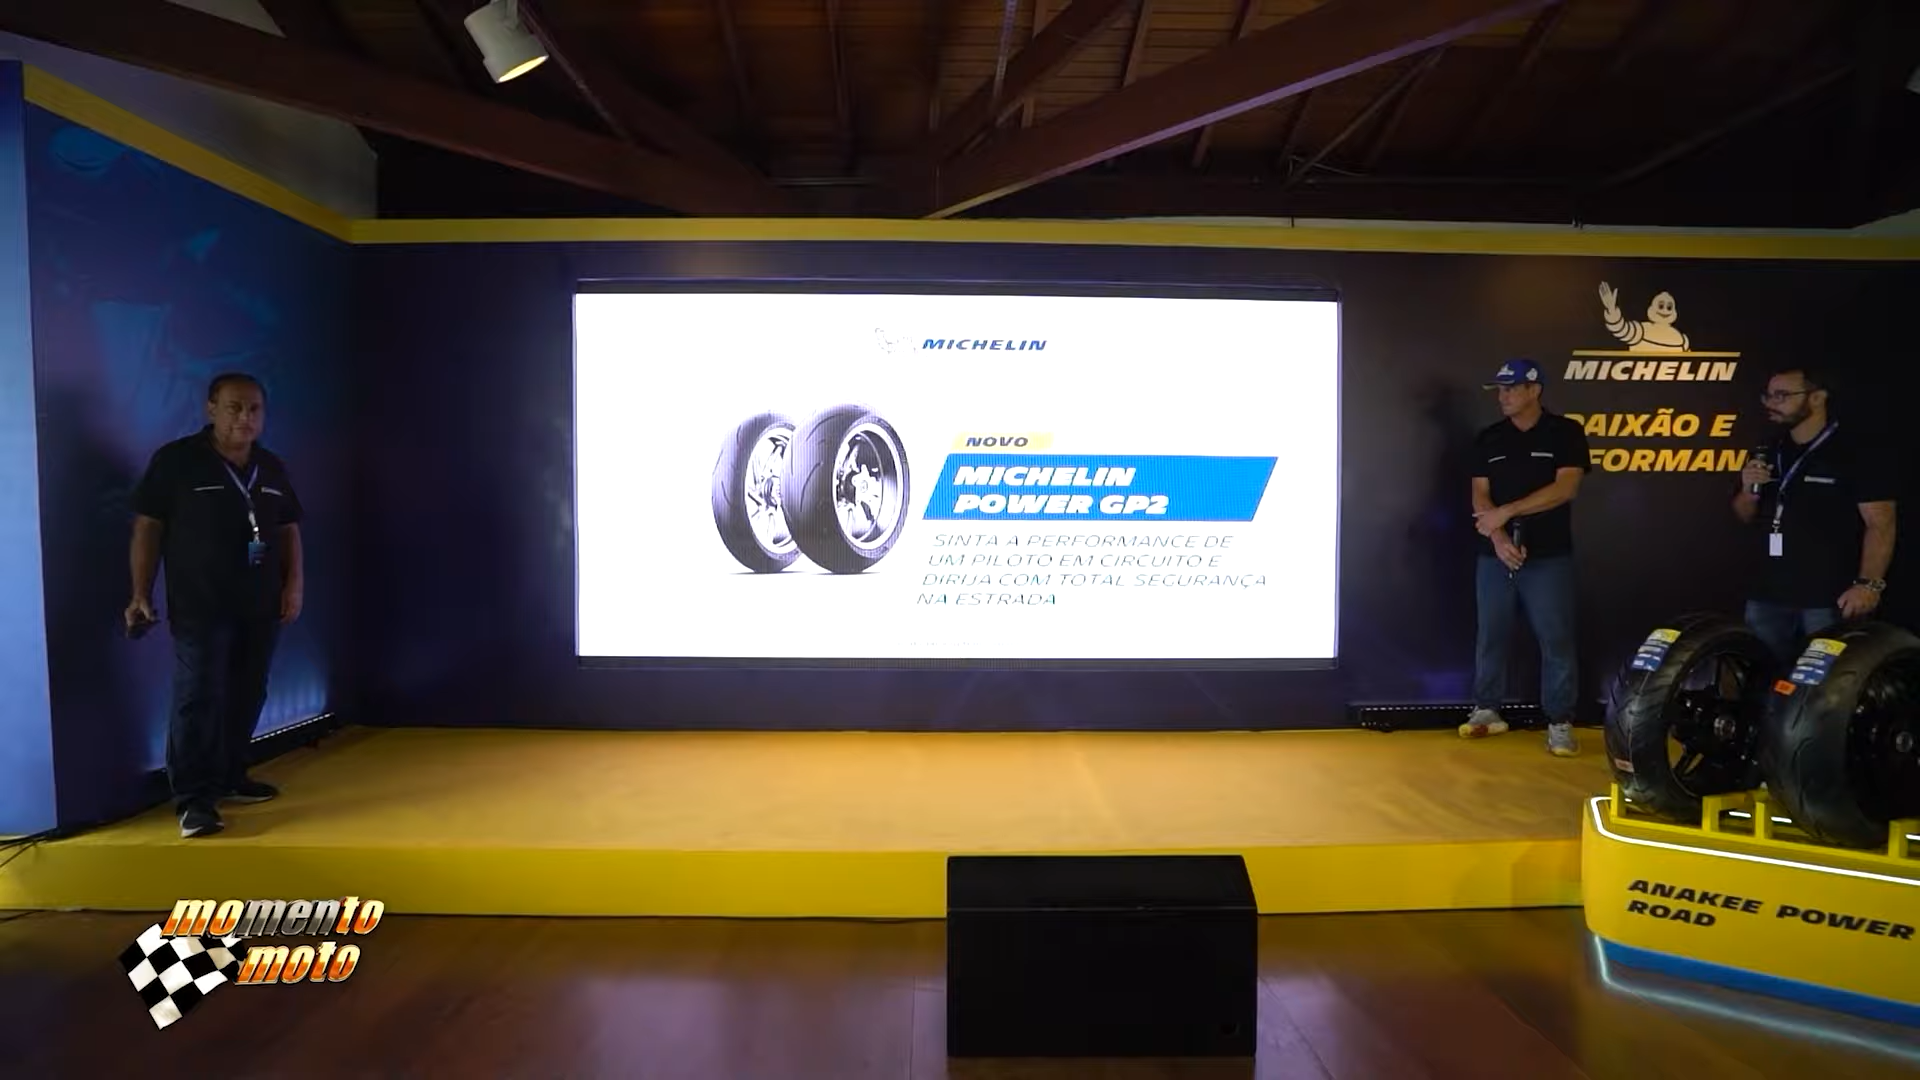 MICHELIN
NOVO
MICHELIN
POWER GP2
SINTA A PERFORMANCE DE
UM PILOTO EM CIRCUITO E
DIRIJA COM TOTAL SEGURANÇA
NA ESTRADA
MICHELIN
PAIXÃO E
FORMAN
ANAKEE
ROAD
POWER
momento
moto